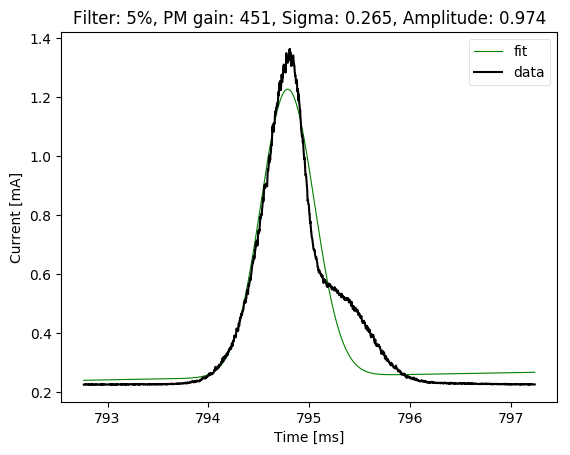 Filter: 5%, PM gain: 451, Sigma: 0.265, Amplitude: 0.974
fit
data
Current [mA]
1.4
1.2
1.0
0.8
0.6
0.4
0.2
793 794 795 796 797
Time [ms]